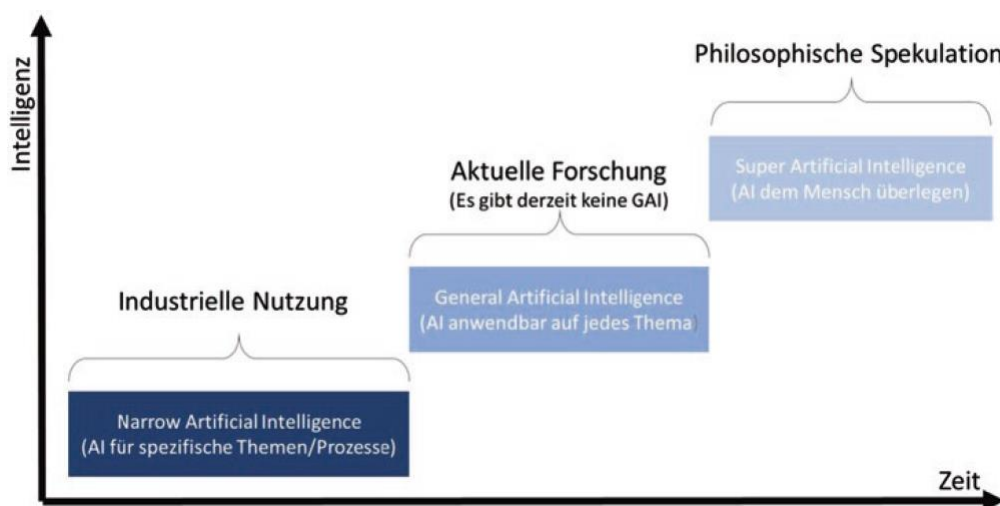 Intelligenz
Philosophische Spekulation
Super Artificial Intelligence
(AI dem Mensch überlegen)
Aktuelle Forschung
(Es gibt derzeit keine GAI)
General Artificial Intelligence
(AI anwendbar auf jedes Thema)
Industrielle Nutzung
Narrow Artificial Intelligence
(AI für spezifische Themen/Prozesse)
Zeit